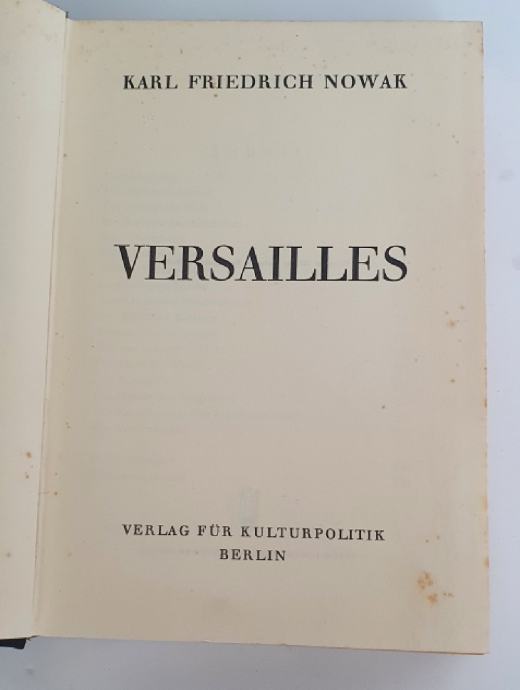 KARL FRIEDRICH NOWAK
VERSAILLES
VERLAG FÜR KULTURPOLITIK
BERLIN